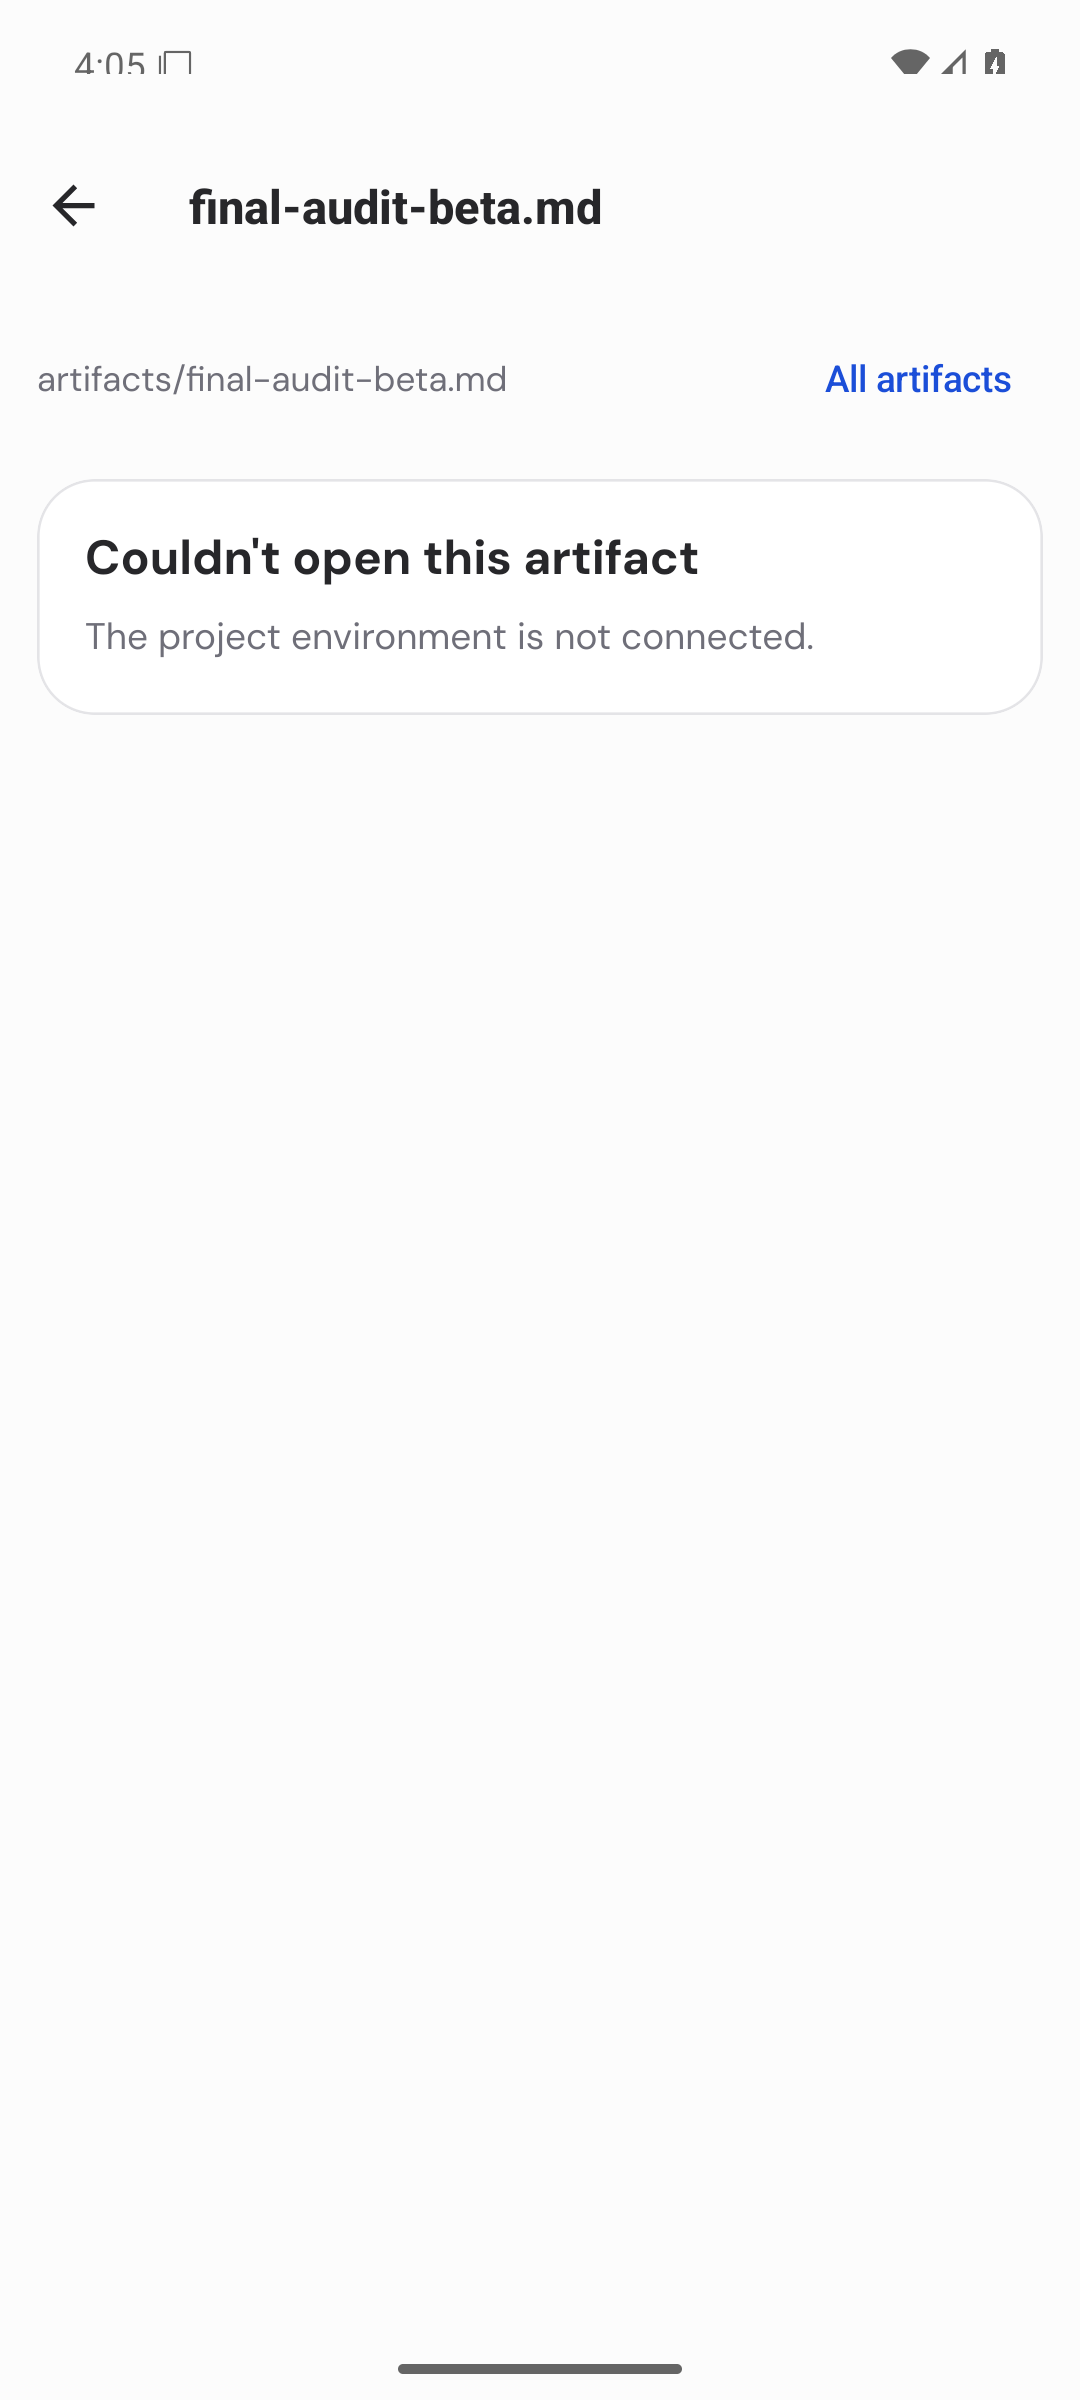 4:05
final-audit-beta.md
artifacts/final-audit-beta.md All artifacts
Couldn't open this artifact
The project environment is not connected.